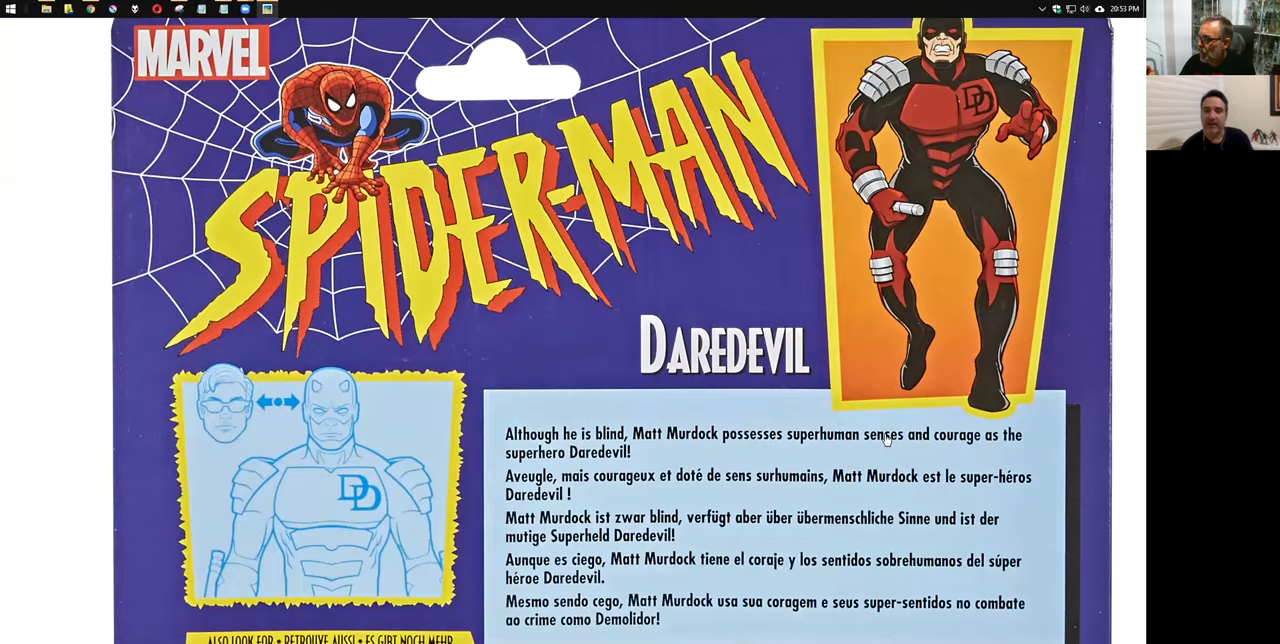 20:53 PM
MARVEL
SPIDER-MAN
DD
DAREDEVIL
DD
Although he is blind, Matt Murdock possesses superhuman senses and courage as the
superhero Daredevil!
Aveugle, mais courageux et doté de sens surhumains, Matt Murdock est le super-héros
Daredevil !
Matt Murdock ist zwar blind, verfügt aber über übermenschliche Sinne und ist der
mutige Superheld Daredevil!
Aunque es ciego, Matt Murdock tiene el coraje y los sentidos sobrehumanos del súper
héroe Daredevil.
Mesmo sendo cego, Matt Murdock usa sua coragem e seus super-sentidos no combate
ao crime como Demolidor!
ALSO LOOK FOR • RETROUVE AUSSI • ES GIBT NOCH MEHR